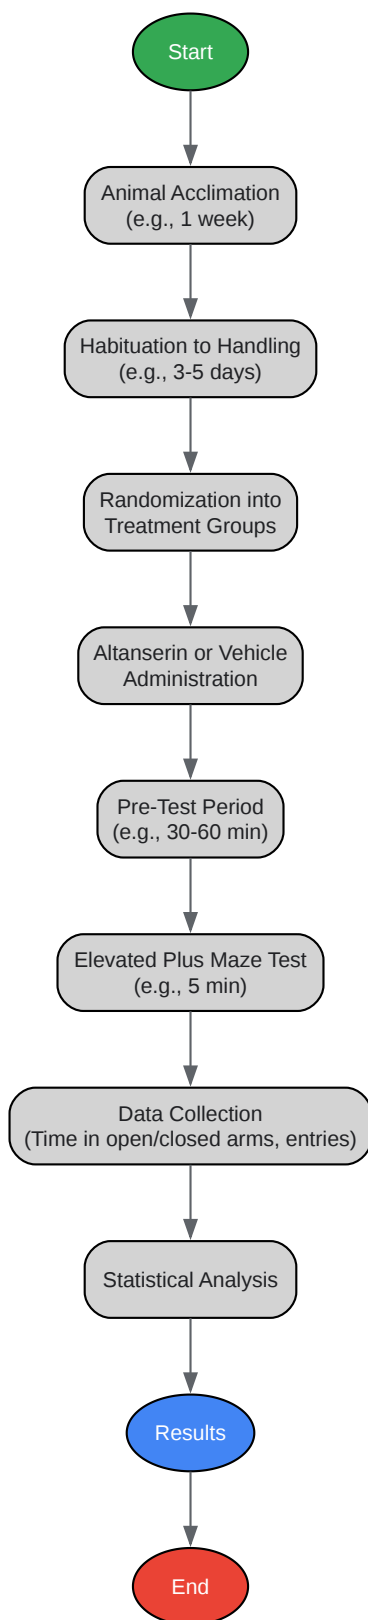 Start
Animal Acclimation
(e.g., 1 week)
Habituation to Handling
(e.g., 3-5 days)
Randomization into
Treatment Groups
Altanserin or Vehicle
Administration
Pre-Test Period
(e.g., 30-60 min)
Elevated Plus Maze Test
(e.g., 5 min)
Data Collection
(Time in open/closed arms, entries)
Statistical Analysis
Results
End